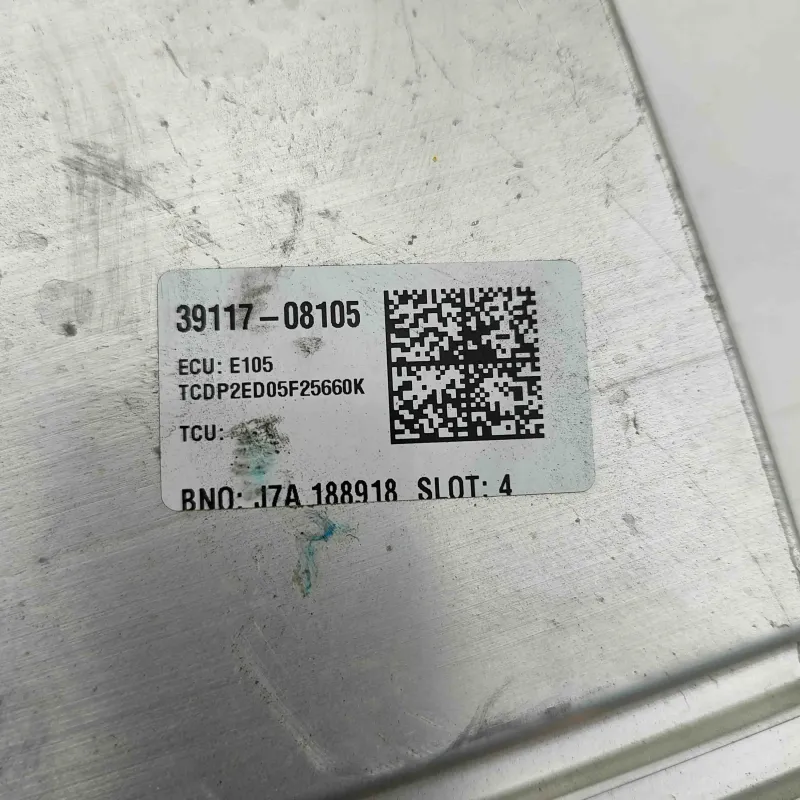 39117-08105
ECU: E105
TCDP2ED05F25660K
TCU:
BNO: J7A 188918 SLOT: 4